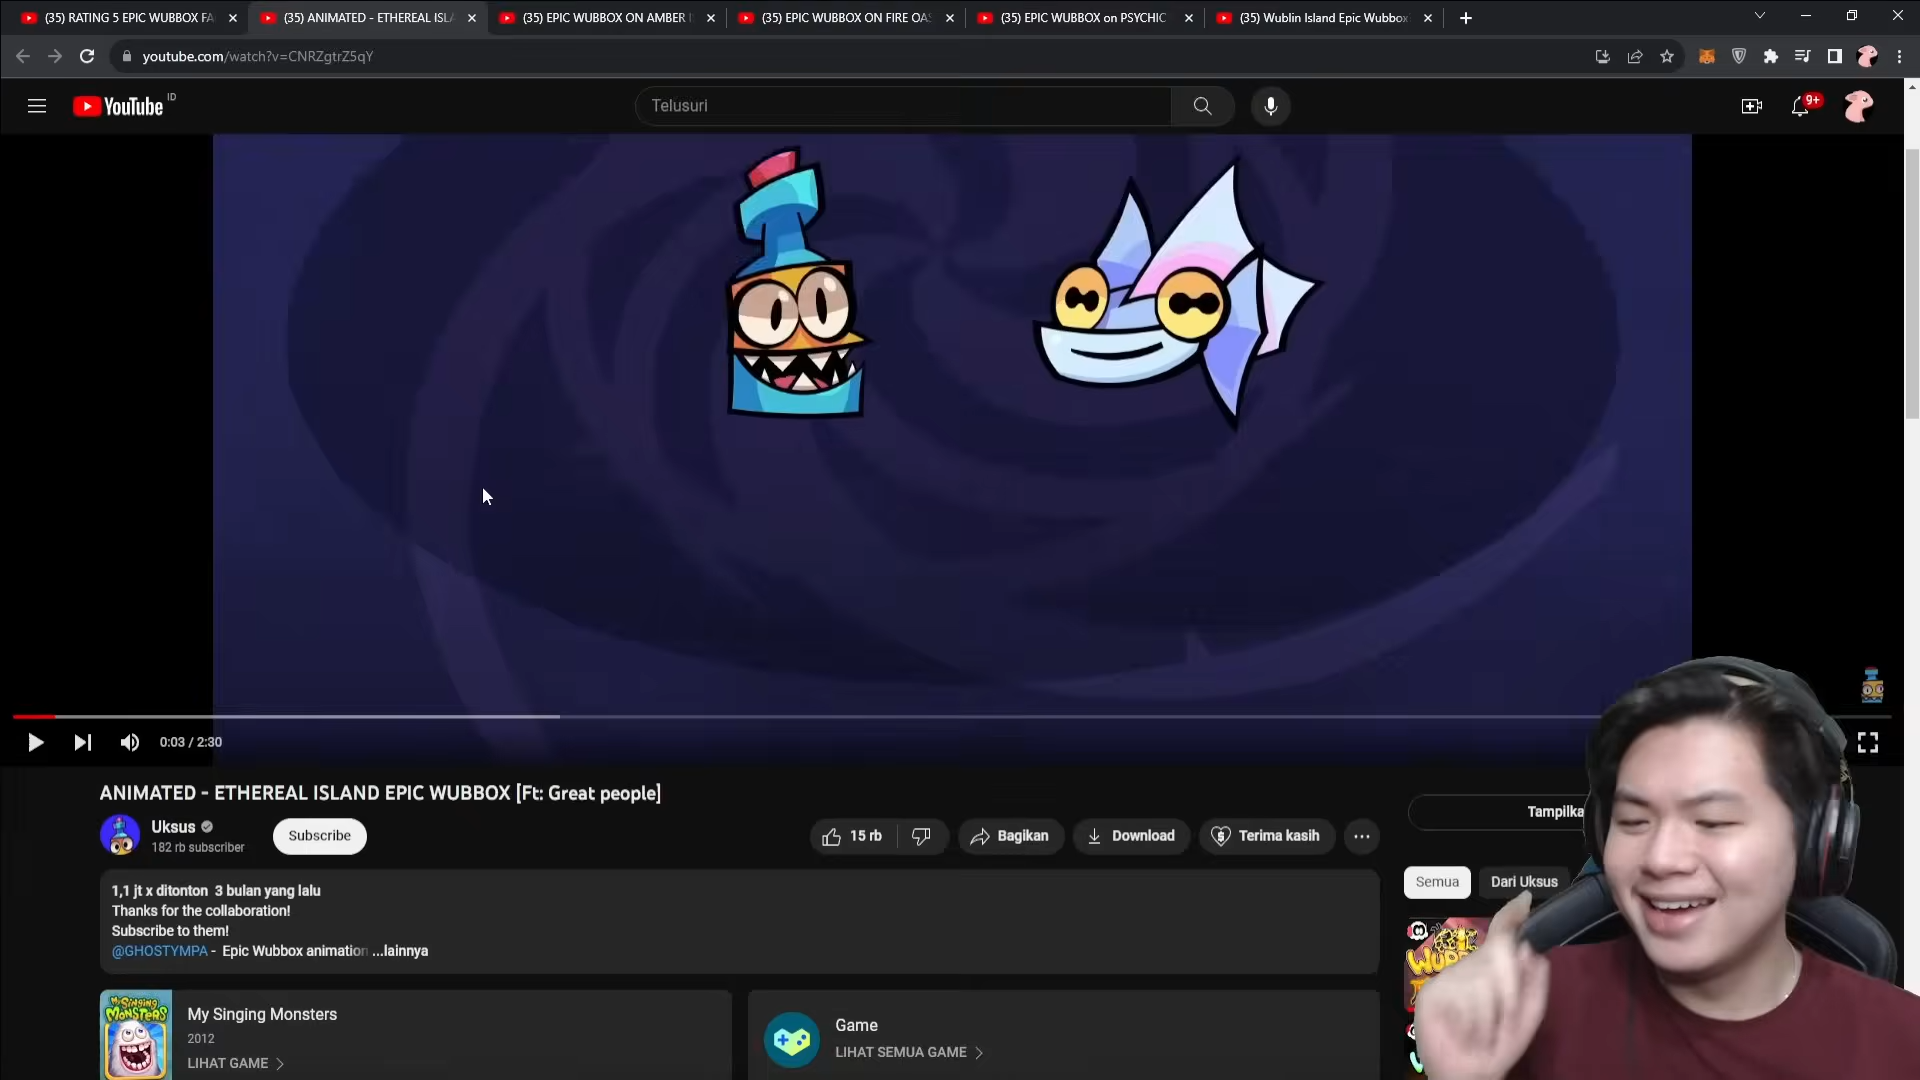 (35) RATING 5 EPIC WUBBOX FA
(35) ANIMATED - ETHEREAL ISL
(35) EPIC WUBBOX ON AMBER I
(35) EPIC WUBBOX ON FIRE OAS
(35) EPIC WUBBOX on PSYCHIC
(35) Wublin Island Epic Wubbox
youtube.com/watch?v=CNRZgtrZ5qY
YouTube ID
Telusuri
9+
0:03 / 2:30
ANIMATED - ETHEREAL ISLAND EPIC WUBBOX [Ft: Great people]
Uksus
182 rb subscriber
Subscribe
15 rb
Bagikan
Download
Terima kasih
Tampilka
1,1 jt x ditonton 3 bulan yang lalu
Thanks for the collaboration!
Subscribe to them!
@GHOSTYMPA - Epic Wubbox animation ...lainnya
Semua
Dari Uksus
My Singing Monsters
My Singing Monsters
2012
LIHAT GAME
Game
LIHAT SEMUA GAME